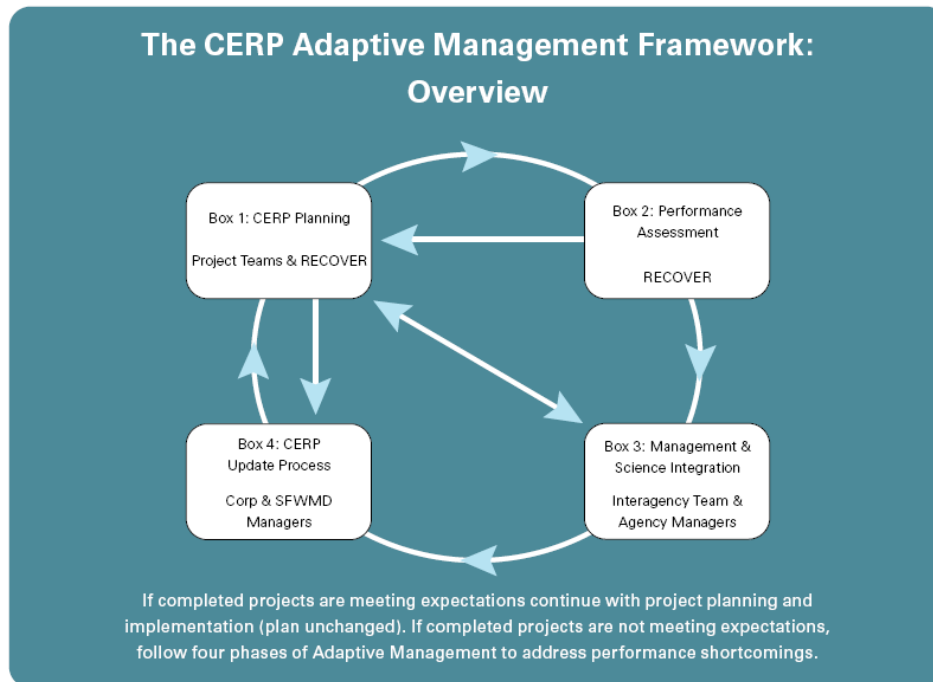 The CERP Adaptive Management Framework:
Overview
Box 1: CERP Planning
Project Teams & RECOVER
Box 2: Performance
Assessment
RECOVER
Box 4: CERP
Update Process
Corp & SFWMD
Managers
Box 3: Management &
Science Integration
Interagency Team &
Agency Managers
If completed projects are meeting expectations continue with project planning and
implementation (plan unchanged). If completed projects are not meeting expectations,
follow four phases of Adaptive Management to address performance shortcomings.